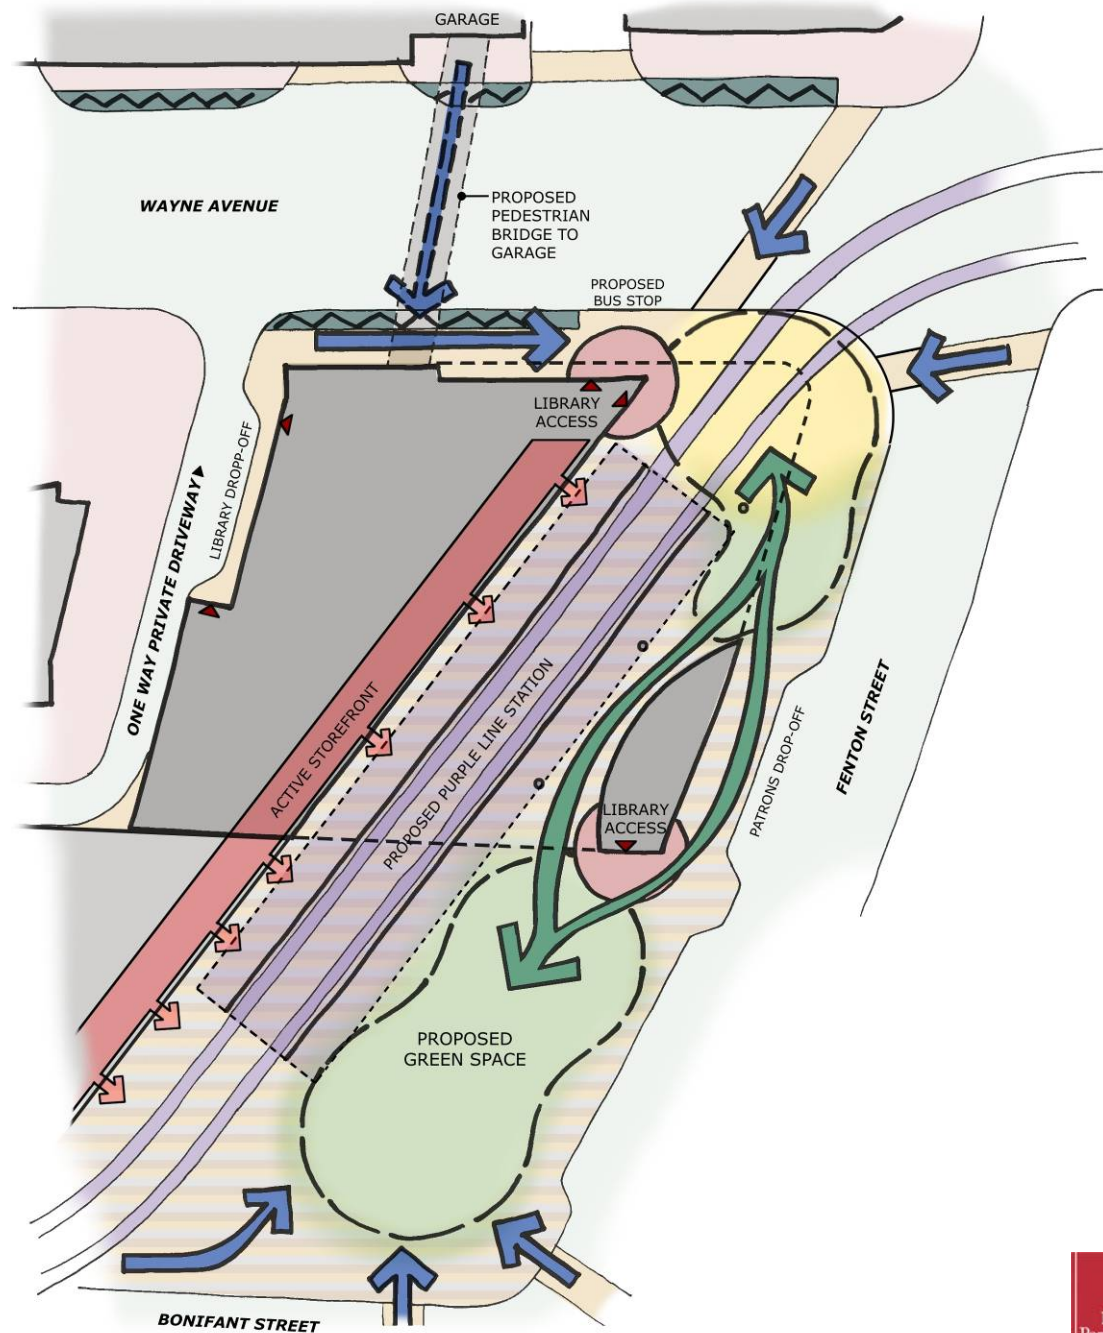 GARAGE
WAYNE AVENUE
PROPOSED
PEDESTRIAN
BRIDGE TO
GARAGE
PROPOSED
BUS STOP
LIBRARY
ACCESS
LIBRARY DROPP-OFF
ONE WAY PRIVATE DRIVEWAY
ACTIVE STOREFRONT
PROPOSED PURPLE LINE STATION
FENTON STREET
PATRONS DROP-OFF
LIBRARY
ACCESS
PROPOSED
GREEN SPACE
BONIFANT STREET